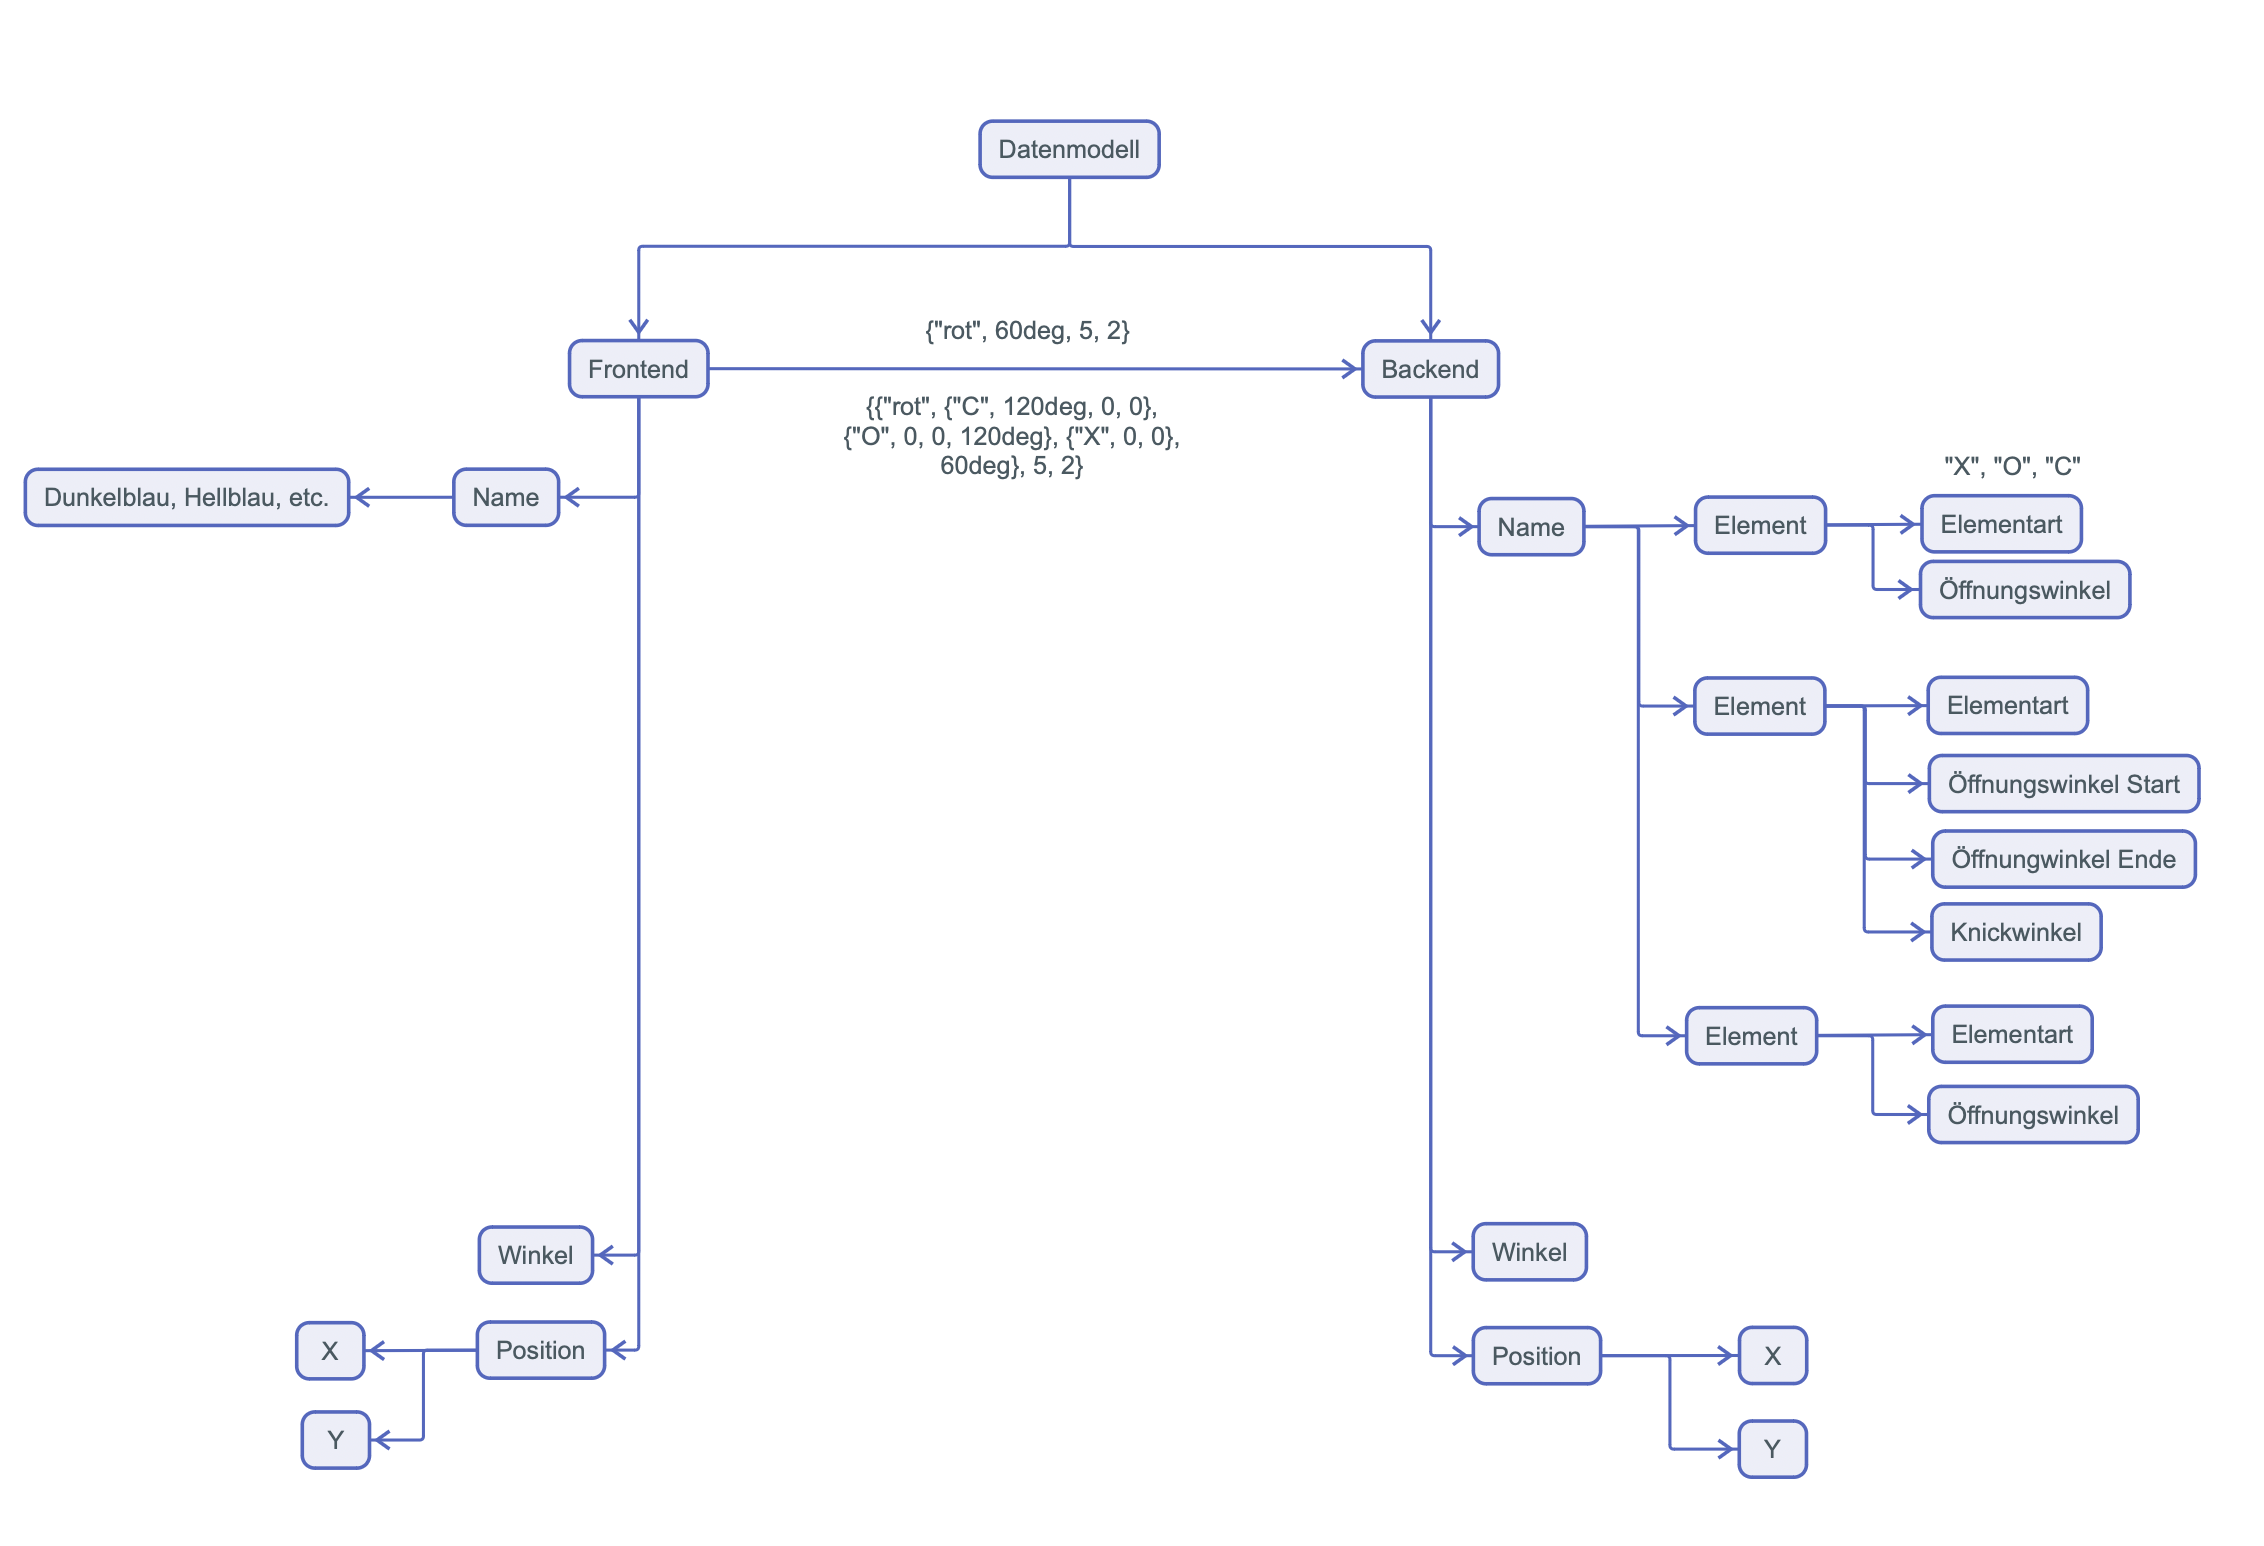 Datenmodell
{"rot", 60deg, 5, 2}
Frontend
Backend
{{"rot", {"C", 120deg, 0, 0},
{"O", 0, 0, 120deg}, {"X", 0, 0},
60deg}, 5, 2}
Dunkelblau, Hellblau, etc.
Name
"X", "O", "C"
Name
Element
Elementart
Öffnungswinkel
Element
Elementart
Öffnungswinkel Start
Öffnungwinkel Ende
Knickwinkel
Element
Elementart
Öffnungswinkel
Winkel
Winkel
X
Position
Y
Position
X
Y